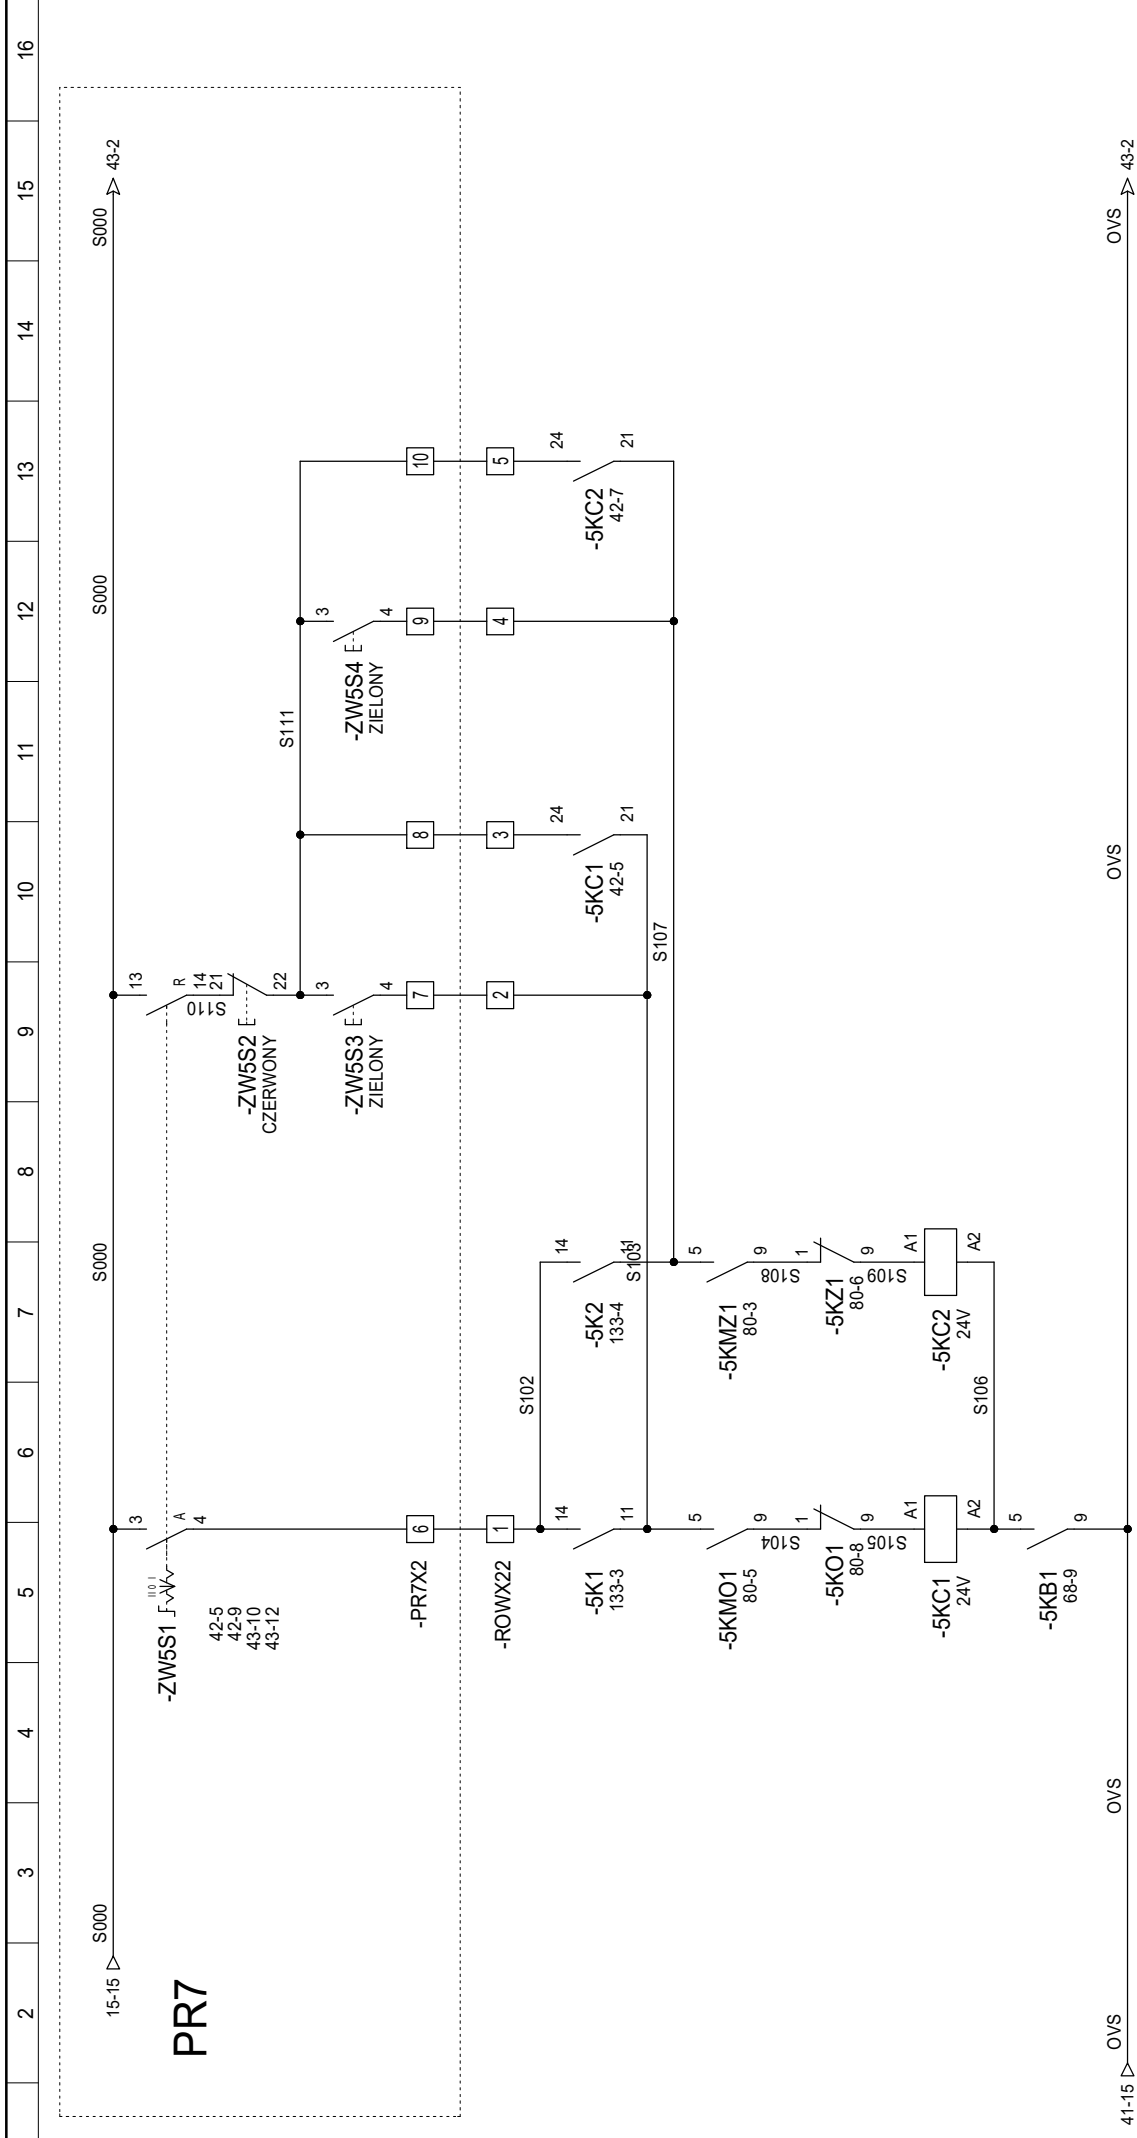 2 3 4 5 6 7 8 9 10 11 12 13 14 15 16
15-15 S000 S000 S000 S000 43-2
PR7
-ZW5S1
II 0 I
3
A
4
42-5
42-9
43-10
43-12
13
R
14
S110
21
-ZW5S2
CZERWONY
22
S111
3
-ZW5S3
ZIELONY
4
3
-ZW5S4
ZIELONY
4
-PR7X2 6 7 8 9 10
-ROWX22 1 2 3 4 5
S102
14
-5K1
133-3
11
14
-5K2
133-4
11
S103
24
-5KC1
42-5
21
24
-5KC2
42-7
21
S107
5
-5KMO1
80-5
9
S104
5
-5KMZ1
80-3
9
S108
1
-5KO1
80-8
9
S105
1
-5KZ1
80-6
9
S109
A1
-5KC1
24V
A2
A1
-5KC2
24V
A2
S106
5
-5KB1
68-9
9
41-15 OVS OVS OVS OVS 43-2